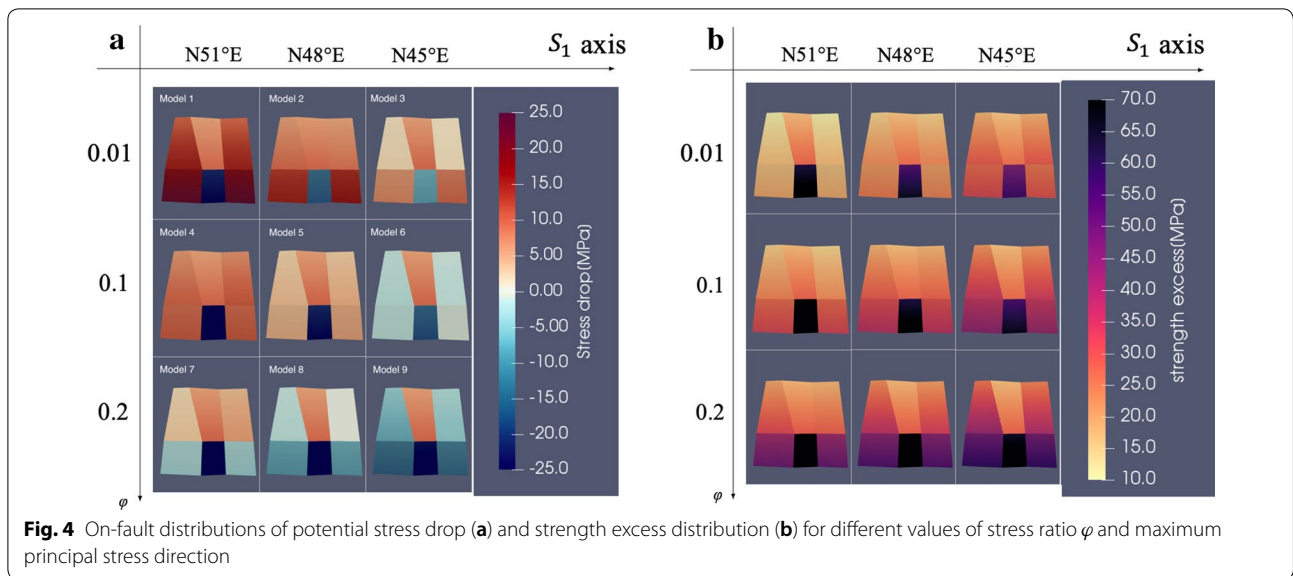 a
S₁ axis
N51°E N48°E N45°E
0.01
0.1
0.2
φ
Model 1 Model 2 Model 3
Model 4 Model 5 Model 6
Model 7 Model 8 Model 9
25.0
20.0
15.0
10.0
5.00
0.00
-5.00
-10.0
-15.0
-20.0
-25.0
Stress drop(MPa)
b
S₁ axis
N51°E N48°E N45°E
0.01
0.1
0.2
φ
70.0
65.0
60.0
55.0
50.0
45.0
40.0
35.0
30.0
25.0
20.0
15.0
10.0
strength excess(MPa)
Fig. 4 On-fault distributions of potential stress drop (a) and strength excess distribution (b) for different values of stress ratio φ and maximum
principal stress direction